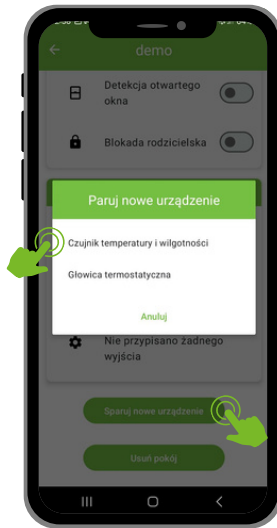 demo
Detekcja otwartego
okna
Blokada rodzicielska
Paruj nowe urządzenie
Czujnik temperatury i wilgotności
Głowica termostatyczna
Anuluj
Nie przypisano żadnego
wyjścia
Sparuj nowe urządzenie
Usuń pokój